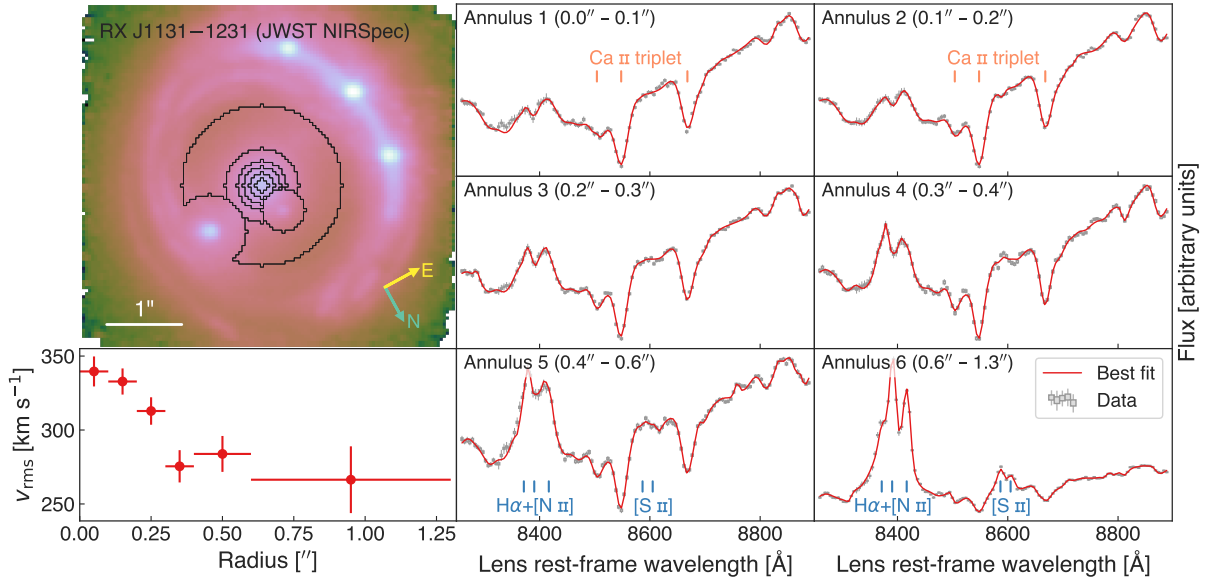 RX J1131−1231 (JWST NIRSpec)
E
N
1"
Annulus 1 (0.0″ – 0.1″)
Ca II triplet
Annulus 2 (0.1″ – 0.2″)
Ca II triplet
Annulus 3 (0.2″ – 0.3″)
Annulus 4 (0.3″ – 0.4″)
Annulus 5 (0.4″ – 0.6″)
Hα+[N II]
[S II]
Annulus 6 (0.6″ – 1.3″)
Best fit
Data
Hα+[N II]
[S II]
Flux [arbitrary units]
350
300
250
v_rms [km s⁻¹]
0.00 0.25 0.50 0.75 1.00 1.25
Radius [″]
8400 8600 8800
Lens rest-frame wavelength [Å]
8400 8600 8800
Lens rest-frame wavelength [Å]